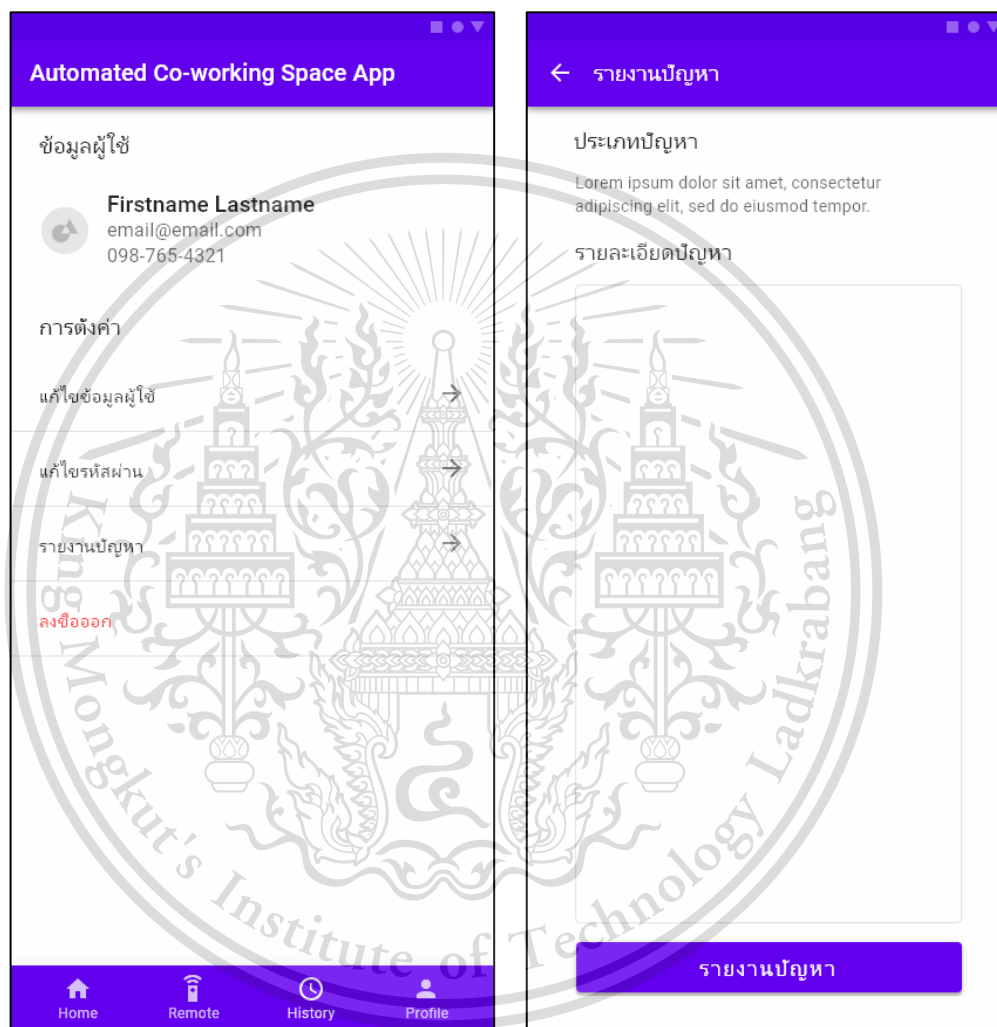 Automated Co-working Space App
ข้อมูลผู้ใช้
Firstname Lastname
email@email.com
098-765-4321
การตั้งค่า
แก้ไขข้อมูลผู้ใช้
แก้ไขรหัสผ่าน
รายงานปัญหา
ลงชื่อออก
Home
Remote
History
Profile
รายงานปัญหา
ประเภทปัญหา
Lorem ipsum dolor sit amet, consectetur
adipiscing elit, sed do eiusmod tempor.
รายละเอียดปัญหา
รายงานปัญหา
King Mongkut's Institute of Technology Ladkrabang